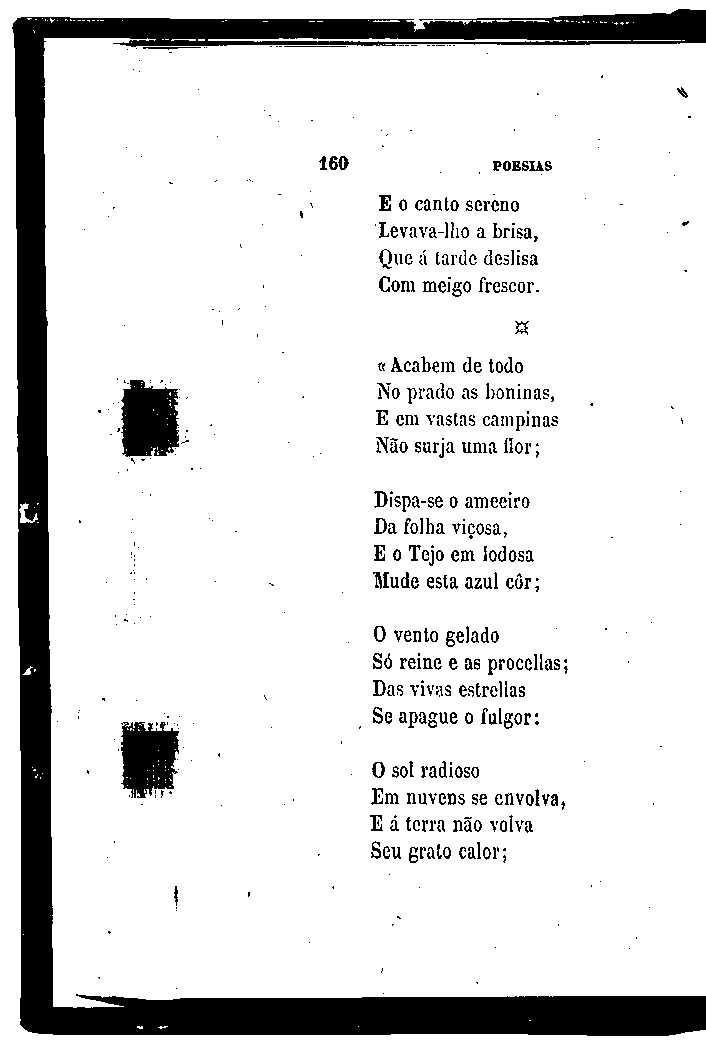 160 POESIAS
E o canto sereno
Levava-lho a brisa,
Que á tarde deslisa
Com meigo frescor.
¤
« Acabem de todo
No prado as boninas,
E em vastas campinas
Não surja uma flor;
Dispa-se o ameeiro
Da folha viçosa,
E o Tejo em lodosa
Mude esta azul côr;
O vento gelado
Só reine e as procellas;
Das vivas estrellas
Se apague o fulgor:
O sol radioso
Em nuvens se envolva,
E á terra não volva
Seu grato calor;